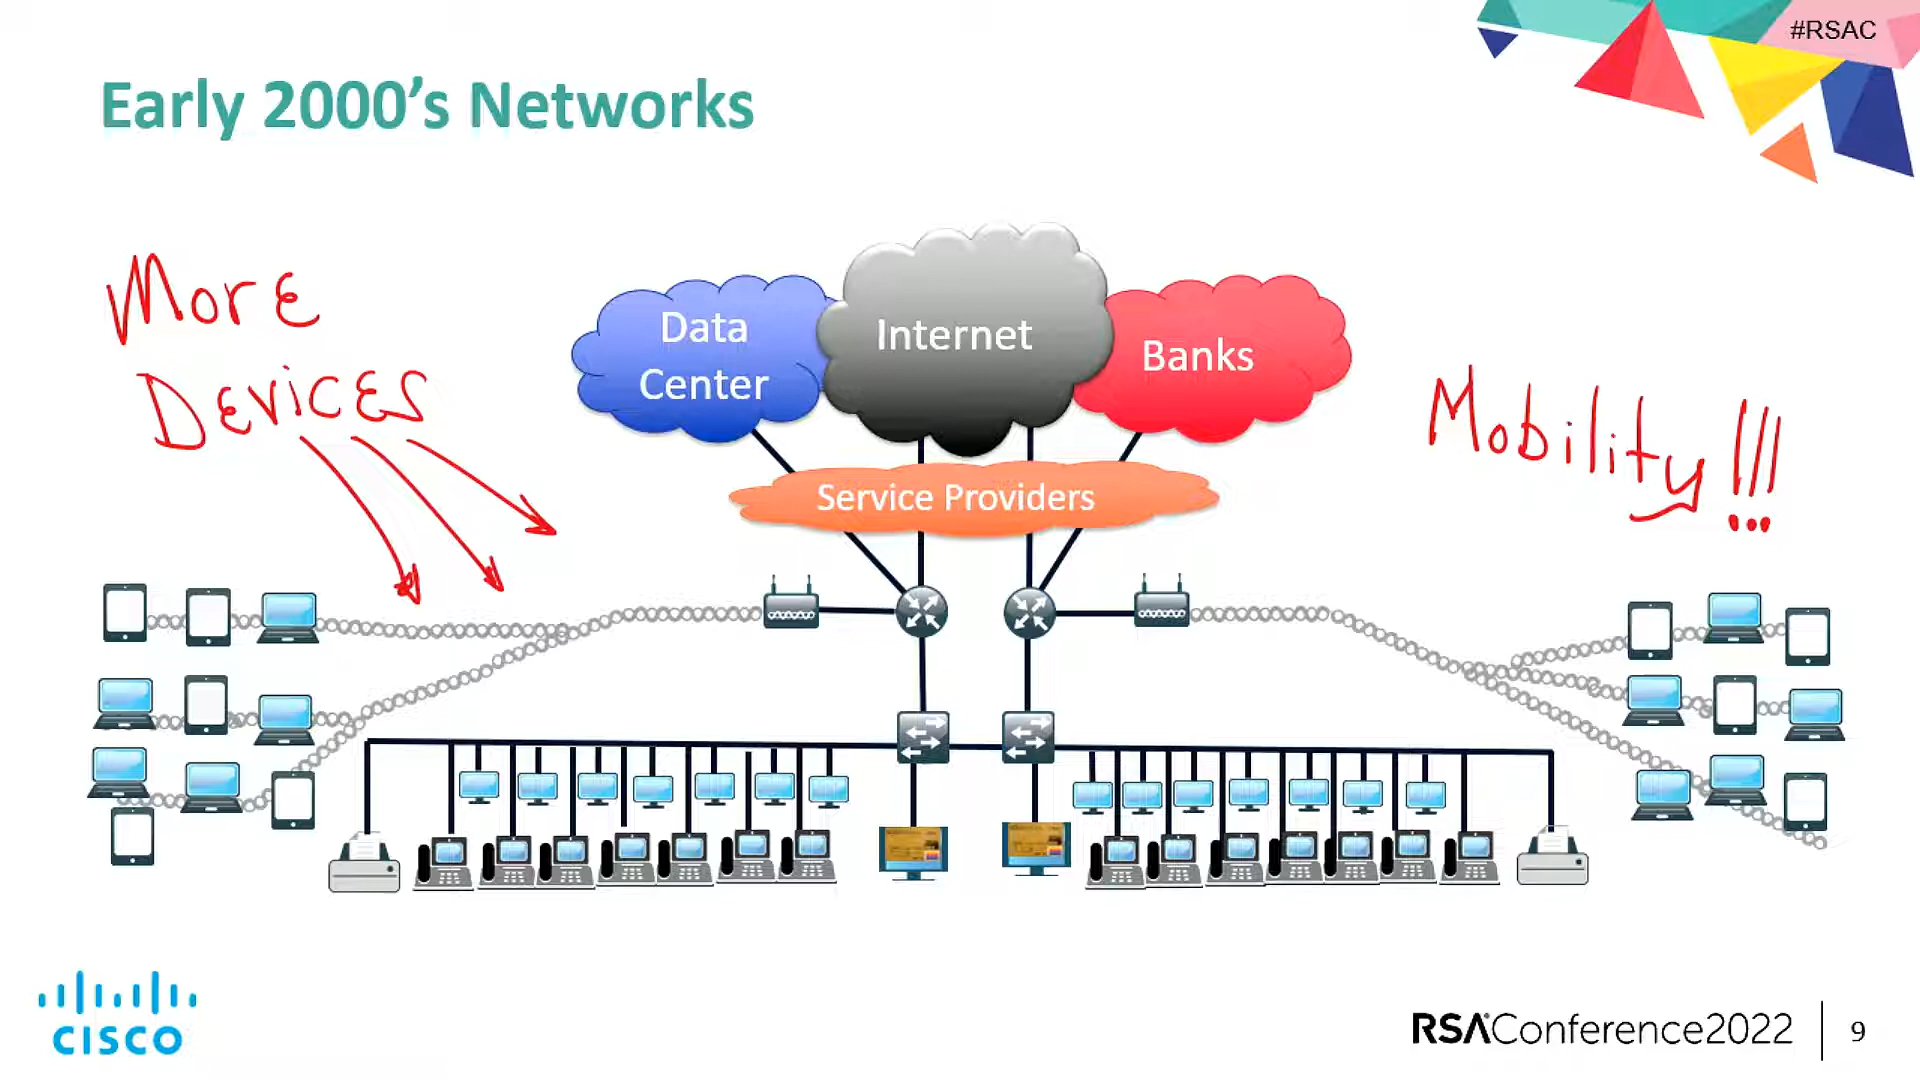 #RSAC
Early 2000’s Networks
More
Devices
Data
Center
Internet
Banks
Mobility!!!
Service Providers
CISCO
RSAConference2022
9